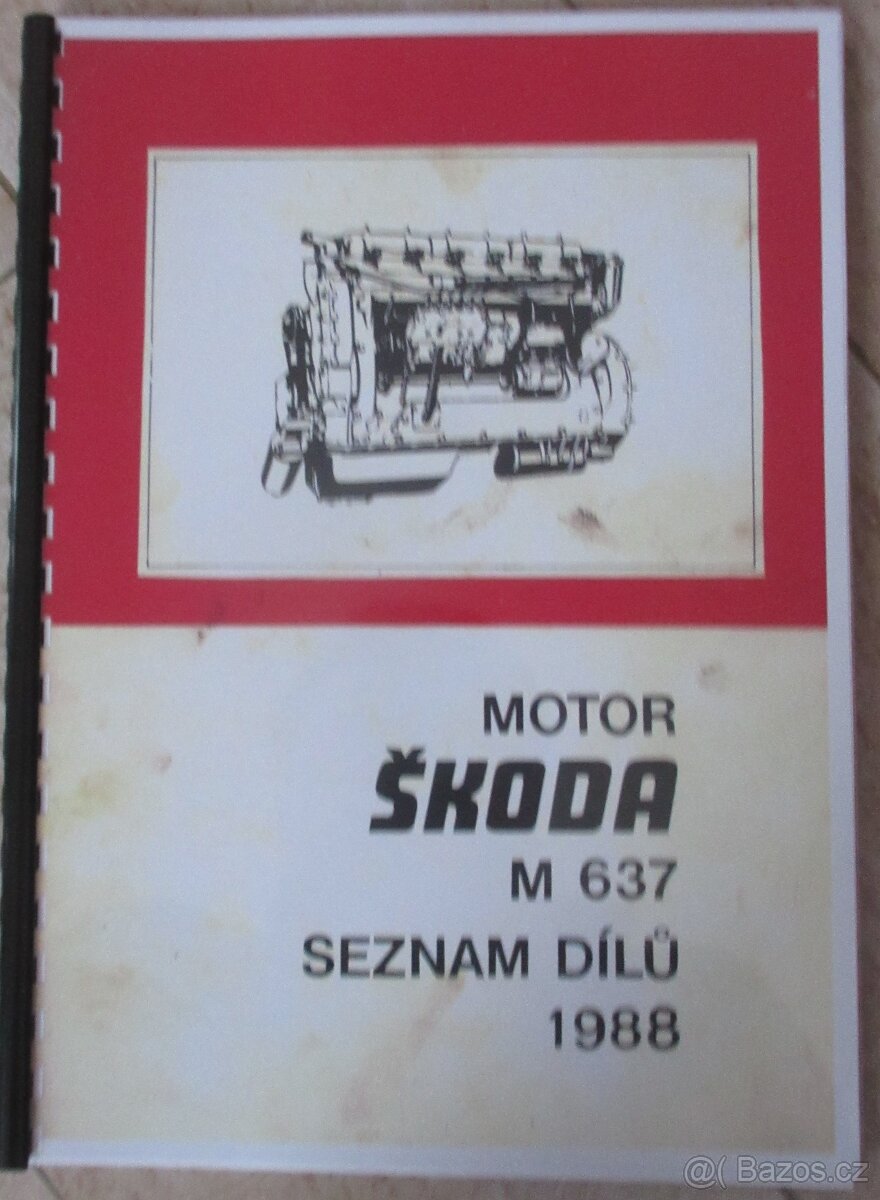 MOTOR
ŠKODA
M 637
SEZNAM DÍLŮ
1988
@( Bazos.cz